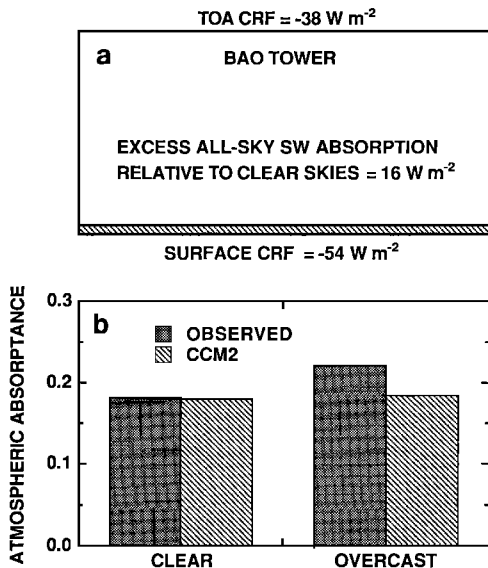 TOA CRF = -38 W m-2
a
BAO TOWER
EXCESS ALL-SKY SW ABSORPTION
RELATIVE TO CLEAR SKIES = 16 W m-2
SURFACE CRF = -54 W m-2
ATMOSPHERIC ABSORPTANCE
0.3
0.2
0.1
0.0
b
OBSERVED
CCM2
CLEAR
OVERCAST